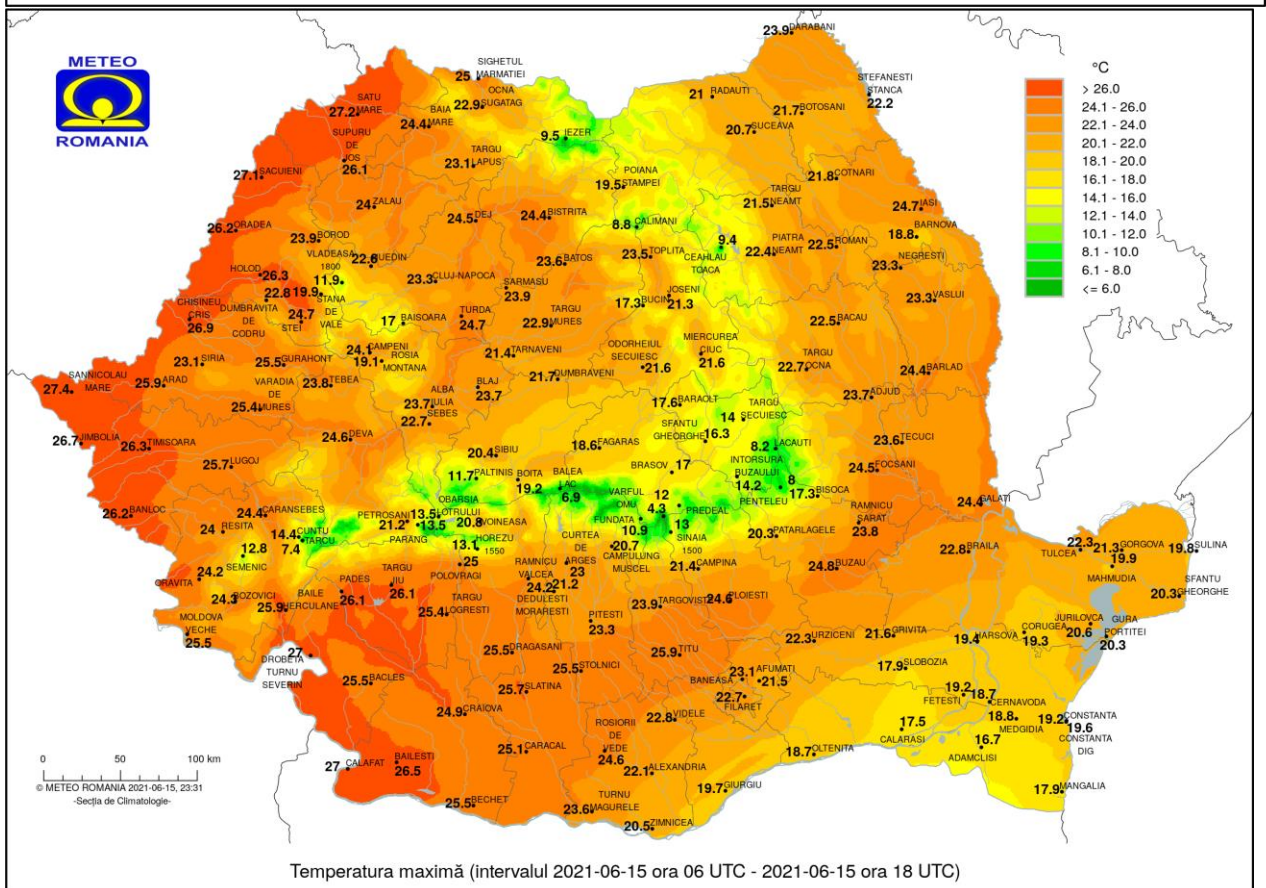 METEO
ROMANIA
°C
> 26.0
24.1 - 26.0
22.1 - 24.0
20.1 - 22.0
18.1 - 20.0
16.1 - 18.0
14.1 - 16.0
12.1 - 14.0
10.1 - 12.0
8.1 - 10.0
6.1 - 8.0
<= 6.0
23.9 DARABANI
SIGHETUL
25 MARMATIEI
OCNA
22.9 SUGATAG
STEFANESTI
STANCA
22.2
SATU
27.2 MARE
BAIA
24.4 MARE
21 RADAUTI
21.7 BOTOSANI
20.7 SUCEAVA
9.5 IEZER
SUPURU
DE
JOS
26.1
TARGU
23.1 LAPUS
27.1 SACUIENI
POIANA
19.5 STAMPEI
21.8 COTNARI
TARGU
21.5 NEAMT
24 ZALAU
24.5 DEJ
24.4 BISTRITA
24.7 IASI
8.8 CALIMANI
BARNOVA
18.8
26.2 ORADEA
23.9 BOROD
9.4
CEAHLAU
TOACA
PIATRA
22.4 NEAMT
22.5 ROMAN
VLADEASA
1800
11.9
22.6 HUEDIN
23.6 BATOS
23.5 TOPLITA
NEGRESTI
23.3
HOLOD
26.3
23.3 CLUJ-NAPOCA
SARMASU
23.9
JOSENI
21.3
17.3 BUCIN
23.3 VASLUI
22.8
DUMBRAVITA
DE
CODRU
19.9
STANA
DE
VALE
CHISINEU
CRIS
26.9
24.7
STEI
17 BAISOARA
TURDA
24.7
TARGU
22.9 MURES
22.5 BACAU
MIERCUREA
CIUC
21.6
ODORHEIUL
SECUIESC
21.6
24.1 CAMPENI
19.1 ROSIA
MONTANA
21.4 TARNAVENI
23.1 SIRIA
25.5 GURAHONT
TARGU
22.7 OCNA
24.4 BARLAD
SANNICOLAU
27.4 MARE
25.9 ARAD
VARADIA
DE
25.4 MURES
23.8 TEBEA
21.7 DUMBRAVENI
BLAJ
23.7
ALBA
23.7 IULIA
SEBES
22.7
17.6 BARAOLT
23.7 ADJUD
TARGU
14 SECUIESC
SFANTU
GHEORGHE 16.3
26.7 JIMBOLIA
26.3 TIMISOARA
24.6 DEVA
18.6 FAGARAS
8.2 LACAUTI
23.6 TECUCI
20.4 SIBIU
25.7 LUGOJ
11.7 PALTINIS
BOITA
19.2
BALEA
LAC
6.9
BRASOV 17
INTORSURA
BUZAULUI
14.2
8
PENTELEU
24.5 FOCSANI
17.3 BISOCA
VARFUL
OMU
4.3
12
PREDEAL
24.4 GALATI
26.2 BANLOC
24.4 CARANSEBES
OBARSIA
13.5 LOTRULUI
PETROSANI
21.2
13.5
PARANG
20.8 VOINEASA
FUNDATA
10.9
13
SINAIA
1500
RAMNICU
SARAT
23.8
20.3 PATARLAGELE
24 RESITA
CUNTU
14.4
TARCU
7.4
12.8
SEMENIC
HOREZU
13.1 1550
CURTEA
DE
ARGES
23
20.7
CAMPULUNG
MUSCEL
21.4 CAMPINA
22.8 BRAILA
22.3
TULCEA
21.3 GORGOVA
19.9
MAHMUDIA
19.8 SULINA
24.2
ORAVITA
PADES
26.1
TARGU
JIU
26.1
25
POLOVRAGI
RAMNICU
VALCEA
24.2
21.2
DEDULESTI
MORARESTI
24.8 BUZAU
SFANTU
20.3 GHEORGHE
24.3 BOZOVICI
BAILE
25.9 HERCULANE
TARGU
25.4 LOGRESTI
23.9 TARGOVISTE
24.6 PLOIESTI
MOLDOVA
VECHE
25.5
PITESTI
23.3
JURILOVCA
20.6
GURA
PORTITEI
20.3
21.6 GRIVITA
22.3 URZICENI
19.4 HARSOVA
CORUGEA
19.3
27
DROBETA
TURNU
SEVERIN
25.5 DRAGASANI
25.9 TITU
25.5 BACLES
25.5 STOLNICI
17.9 SLOBOZIA
23.1
BANEASA
AFUMATI
21.5
25.7 SLATINA
22.7
FILARET
19.2
FETESTI
18.7
CERNAVODA
24.9 CRAIOVA
22.8 VIDELE
17.5
CALARASI
18.8
MEDGIDIA
19.2 CONSTANTA
19.6
CONSTANTA
DIG
ROSIORII
DE
VEDE
24.6
25.1 CARACAL
18.7 OLTENITA
16.7
ADAMCLISI
27 CALAFAT
BAILESTI
26.5
22.1 ALEXANDRIA
19.7 GIURGIU
17.9 MANGALIA
25.5 BECHET
TURNU
23.6 MAGURELE
20.5 ZIMNICEA
0 50 100 km
© METEO ROMANIA 2021-06-15, 23:31
-Secția de Climatologie-
Temperatura maximă (intervalul 2021-06-15 ora 06 UTC - 2021-06-15 ora 18 UTC)